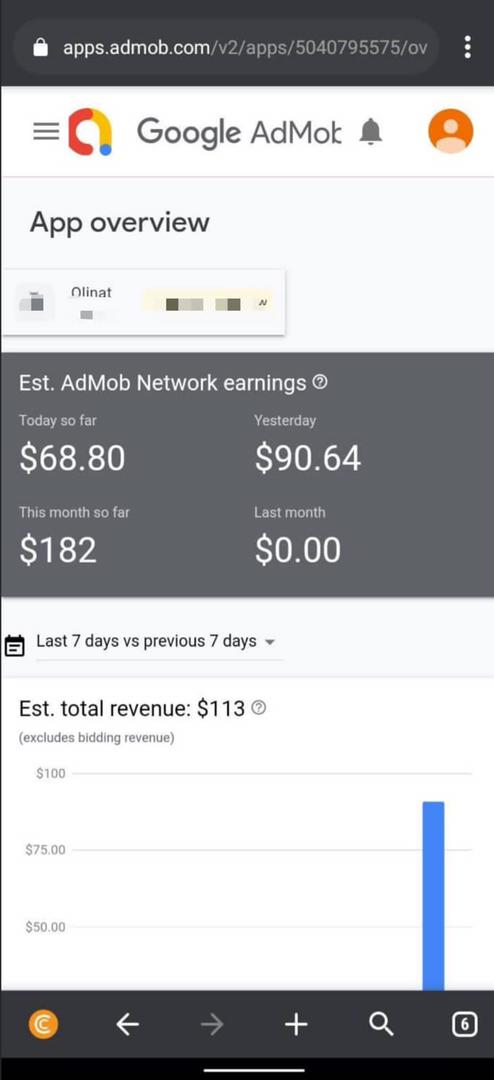 apps.admob.com/v2/apps/5040795575/ov
Google AdMob
App overview
Olinat
Est. AdMob Network earnings
Today so far
Yesterday
$68.80
$90.64
This month so far
Last month
$182
$0.00
Last 7 days vs previous 7 days
Est. total revenue: $113
(excludes bidding revenue)
$100
$75.00
$50.00
6